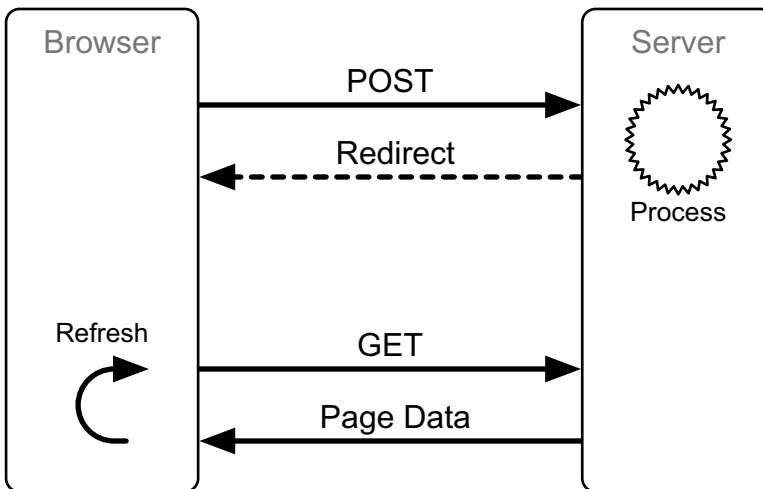 Browser
Server
POST
Redirect
Process
Refresh
GET
Page Data